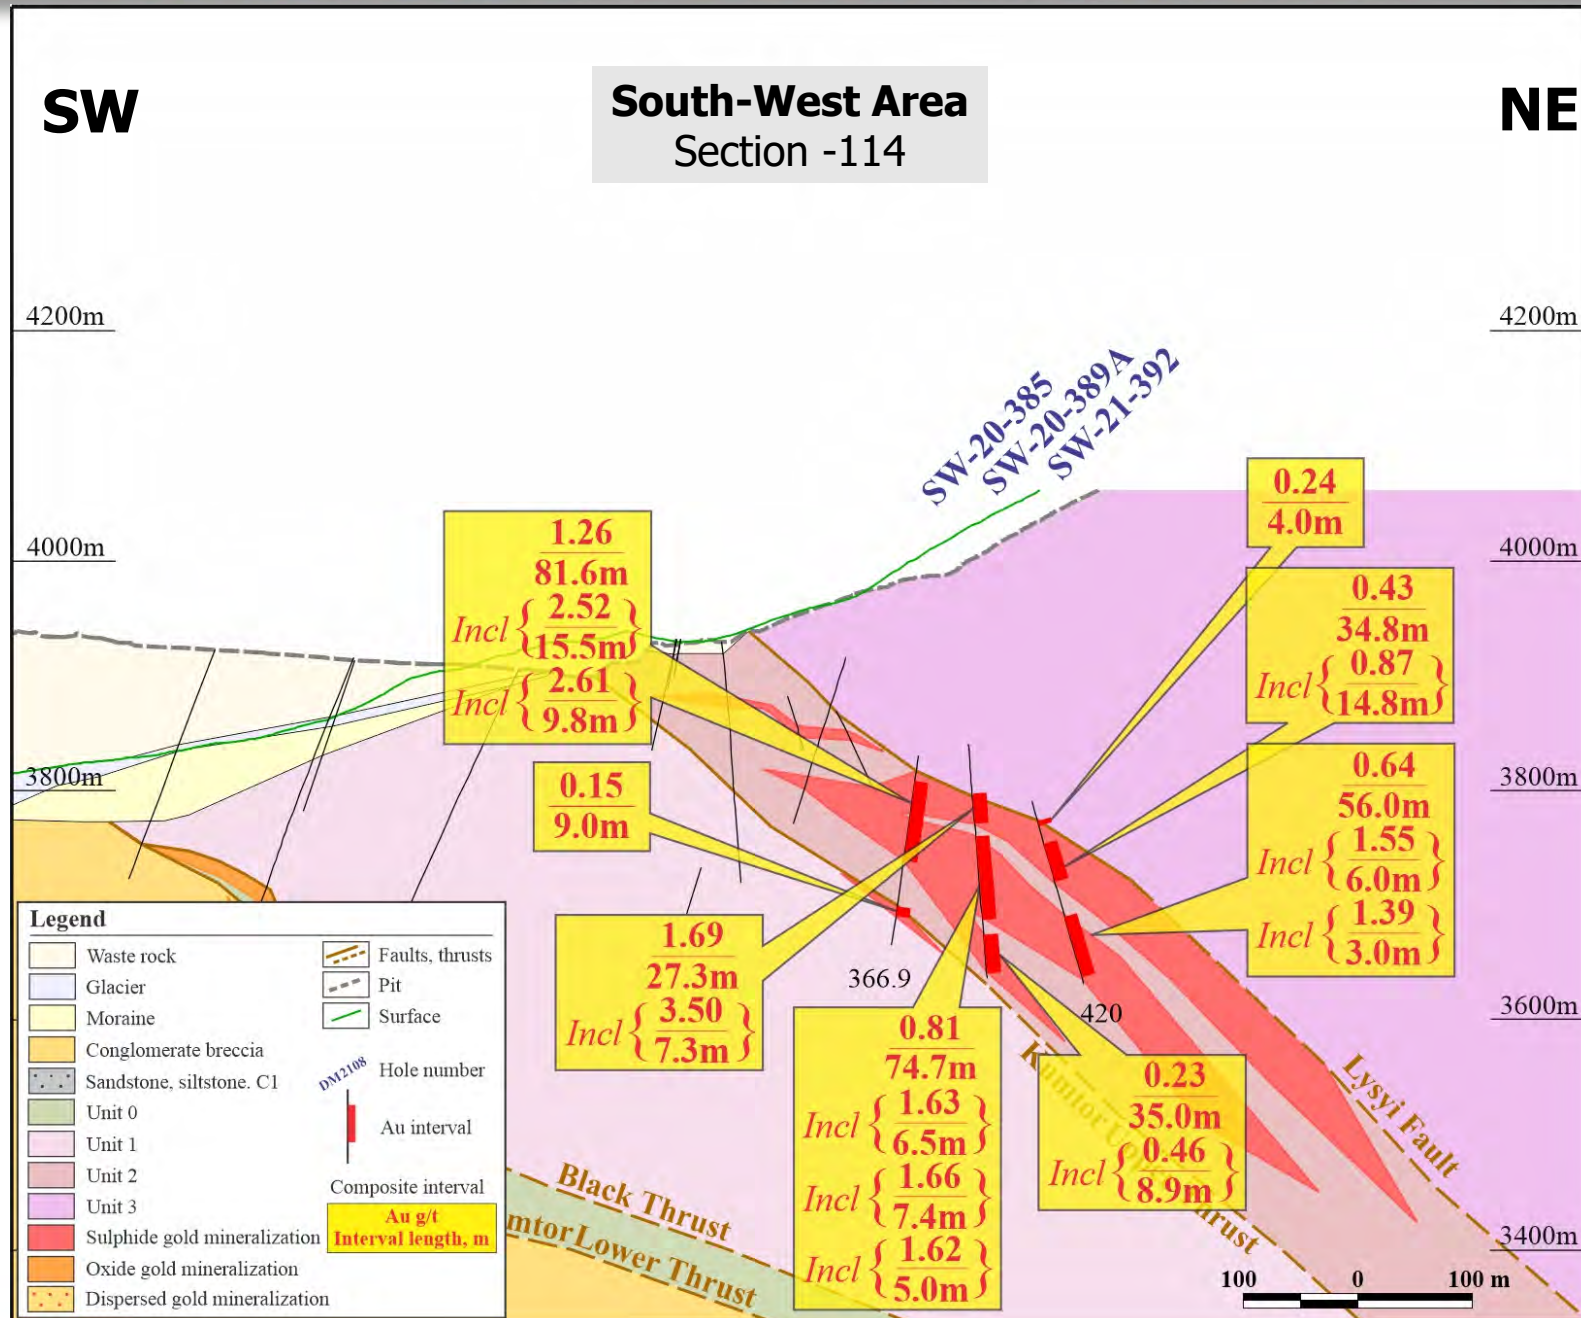 SW
South-West Area
Section -114
NE
4200m
4200m
SW-20-385
SW-20-389A
SW-21-392
4000m
4000m
3800m
3800m
3600m
3400m
1.26
81.6m
Incl { 2.52
15.5m }
Incl { 2.61
9.8m }
0.15
9.0m
1.69
27.3m
Incl { 3.50
7.3m }
0.81
74.7m
Incl { 1.63
6.5m }
Incl { 1.66
7.4m }
Incl { 1.62
5.0m }
0.24
4.0m
0.43
34.8m
Incl { 0.87
14.8m }
0.64
56.0m
Incl { 1.55
6.0m }
Incl { 1.39
3.0m }
0.23
35.0m
Incl { 0.46
8.9m }
366.9
420
Lysyi Fault
Thrust
Black Thrust
Lower Thrust
Legend
Waste rock
Glacier
Moraine
Conglomerate breccia
Sandstone, siltstone. C1
Unit 0
Unit 1
Unit 2
Unit 3
Sulphide gold mineralization
Oxide gold mineralization
Dispersed gold mineralization
Faults, thrusts
Pit
Surface
DM2108
Hole number
Au interval
Composite interval
Au g/t
Interval length, m
100 0 100 m